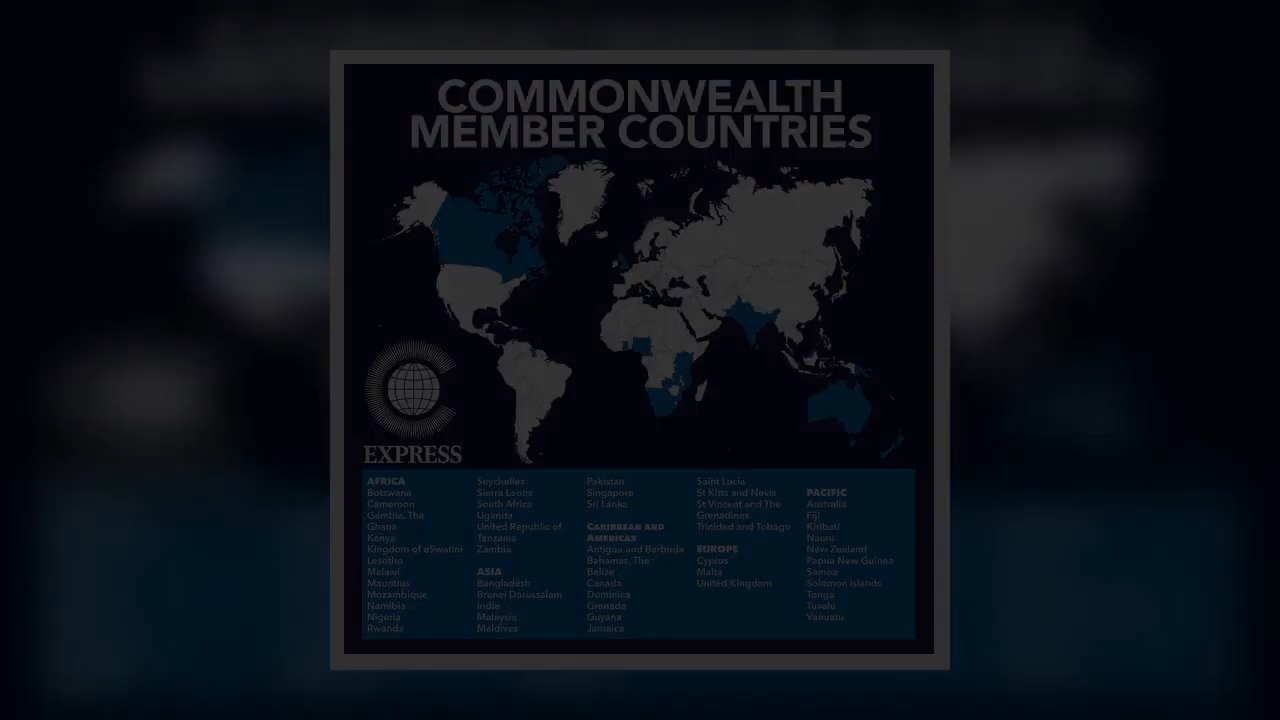 COMMONWEALTH
MEMBER COUNTRIES
EXPRESS
AFRICA
Botswana
Cameroon
Gambia, The
Ghana
Kenya
Kingdom of eSwatini
Lesotho
Malawi
Mauritius
Mozambique
Namibia
Nigeria
Rwanda
Seychelles
Sierra Leone
South Africa
Uganda
United Republic of
Tanzania
Zambia
ASIA
Bangladesh
Brunei Darussalam
India
Malaysia
Maldives
Pakistan
Singapore
Sri Lanka
CARIBBEAN AND
AMERICAS
Antigua and Barbuda
Bahamas, The
Belize
Canada
Dominica
Grenada
Guyana
Jamaica
Saint Lucia
St Kitts and Nevis
St Vincent and The
Grenadines
Trinidad and Tobago
EUROPE
Cyprus
Malta
United Kingdom
PACIFIC
Australia
Fiji
Kiribati
Nauru
New Zealand
Papua New Guinea
Samoa
Solomon Islands
Tonga
Tuvalu
Vanuatu